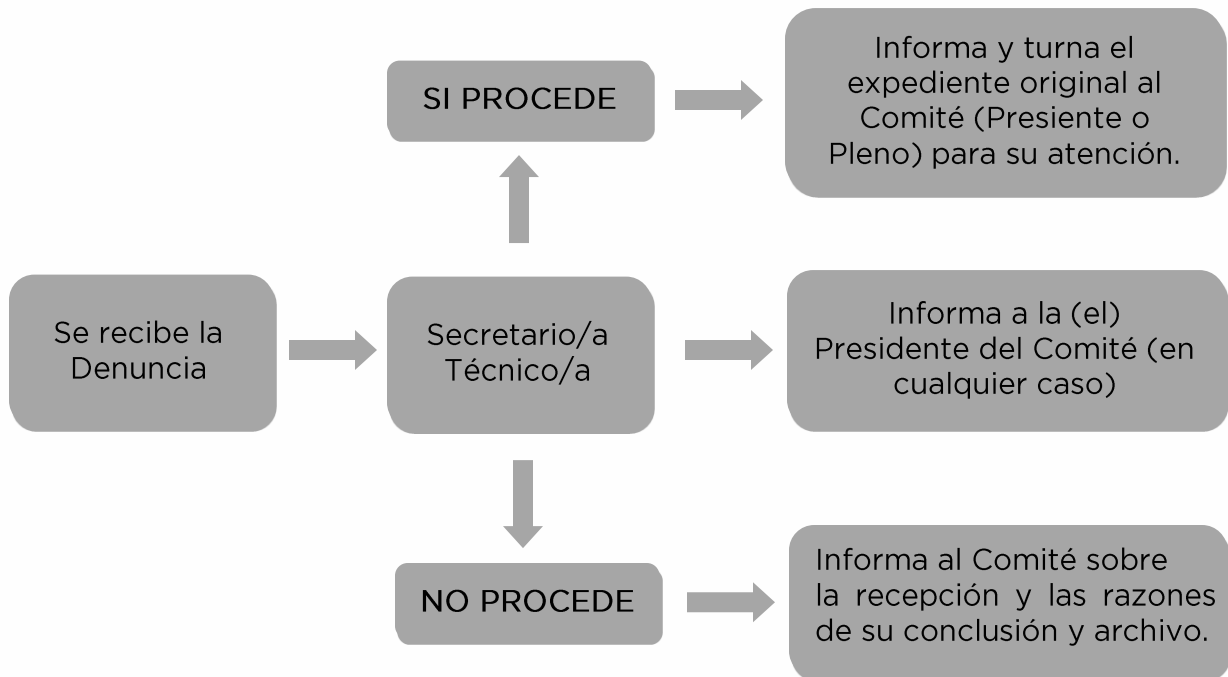 SI PROCEDE
Informa y turna el
expediente original al
Comité (Presiente o
Pleno) para su atención.
Se recibe la
Denuncia
Secretario/a
Técnico/a
Informa a la (el)
Presidente del Comité (en
cualquier caso)
NO PROCEDE
Informa al Comité sobre
la recepción y las razones
de su conclusión y archivo.